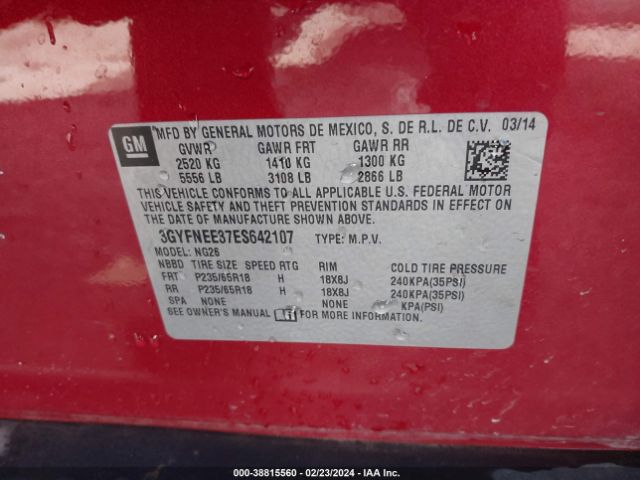 GM
MFD BY GENERAL MOTORS DE MEXICO, S. DE R.L. DE C.V. 03/14
GVWR GAWR FRT GAWR RR
2520 KG 1410 KG 1300 KG
5556 LB 3108 LB 2866 LB
THIS VEHICLE CONFORMS TO ALL APPLICABLE U.S. FEDERAL MOTOR
VEHICLE SAFETY AND THEFT PREVENTION STANDARDS IN EFFECT ON
THE DATE OF MANUFACTURE SHOWN ABOVE.
3GYFNEE37ES642107 TYPE: M.P.V.
MODEL: NG26
NBBD TIRE SIZE SPEED RTG RIM COLD TIRE PRESSURE
FRT P235/65R18 H 18X8J 240KPA(35PSI)
RR P235/65R18 H 18X8J 240KPA(35PSI)
SPA NONE NONE KPA(PSI)
SEE OWNER'S MANUAL FOR MORE INFORMATION.
000-38815560 - 02/23/2024 - IAA Inc.